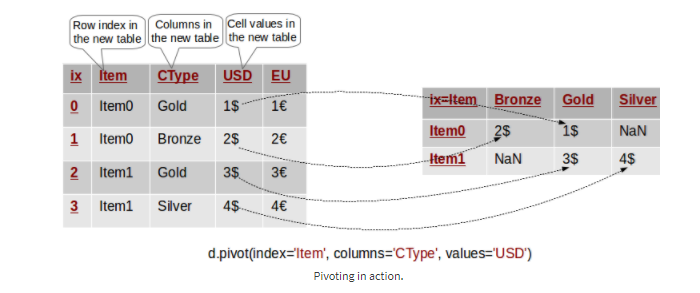 Row index in
the new table
Columns in
the new table
Cell values in
the new table
ix Item CType USD EU
0 Item0 Gold 1$ 1€
1 Item0 Bronze 2$ 2€
2 Item1 Gold 3$ 3€
3 Item1 Silver 4$ 4€
ix=Item Bronze Gold Silver
Item0 2$ 1$ NaN
Item1 NaN 3$ 4$
d.pivot(index='Item', columns='CType', values='USD')
Pivoting in action.